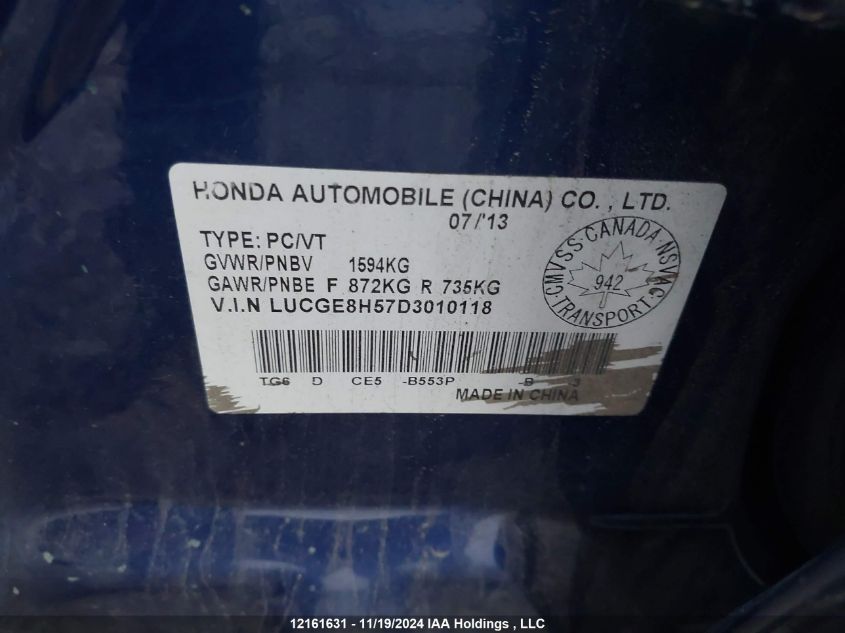 HONDA AUTOMOBILE (CHINA) CO., LTD.
07/'13
TYPE: PC/VT
GVWR/PNBV 1594KG
GAWR/PNBE F 872KG R 735KG
V.I.N LUCGE8H57D3010118
CMVSS·CANADA·NSVAC
942
TRANSPORT
TG6 D CE5 -B553P -B -3
MADE IN CHINA
12161631 - 11/19/2024 IAA Holdings , LLC